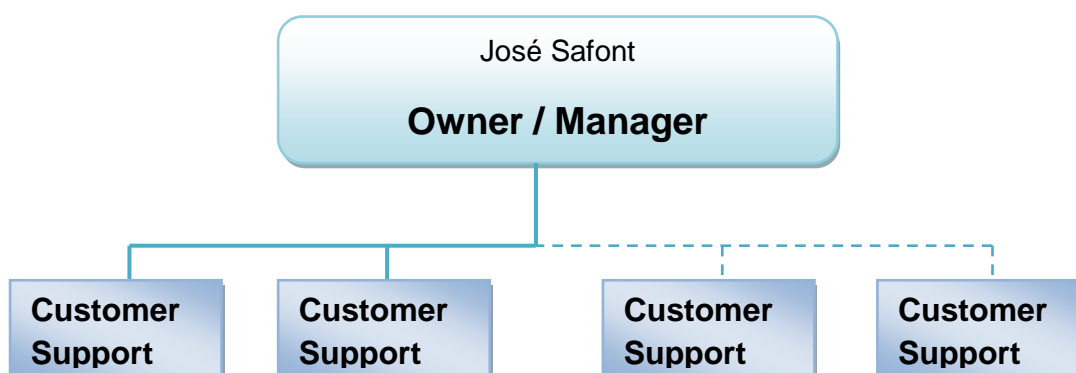 José Safont
Owner / Manager
Customer Customer Customer Customer
Support Support Support Support